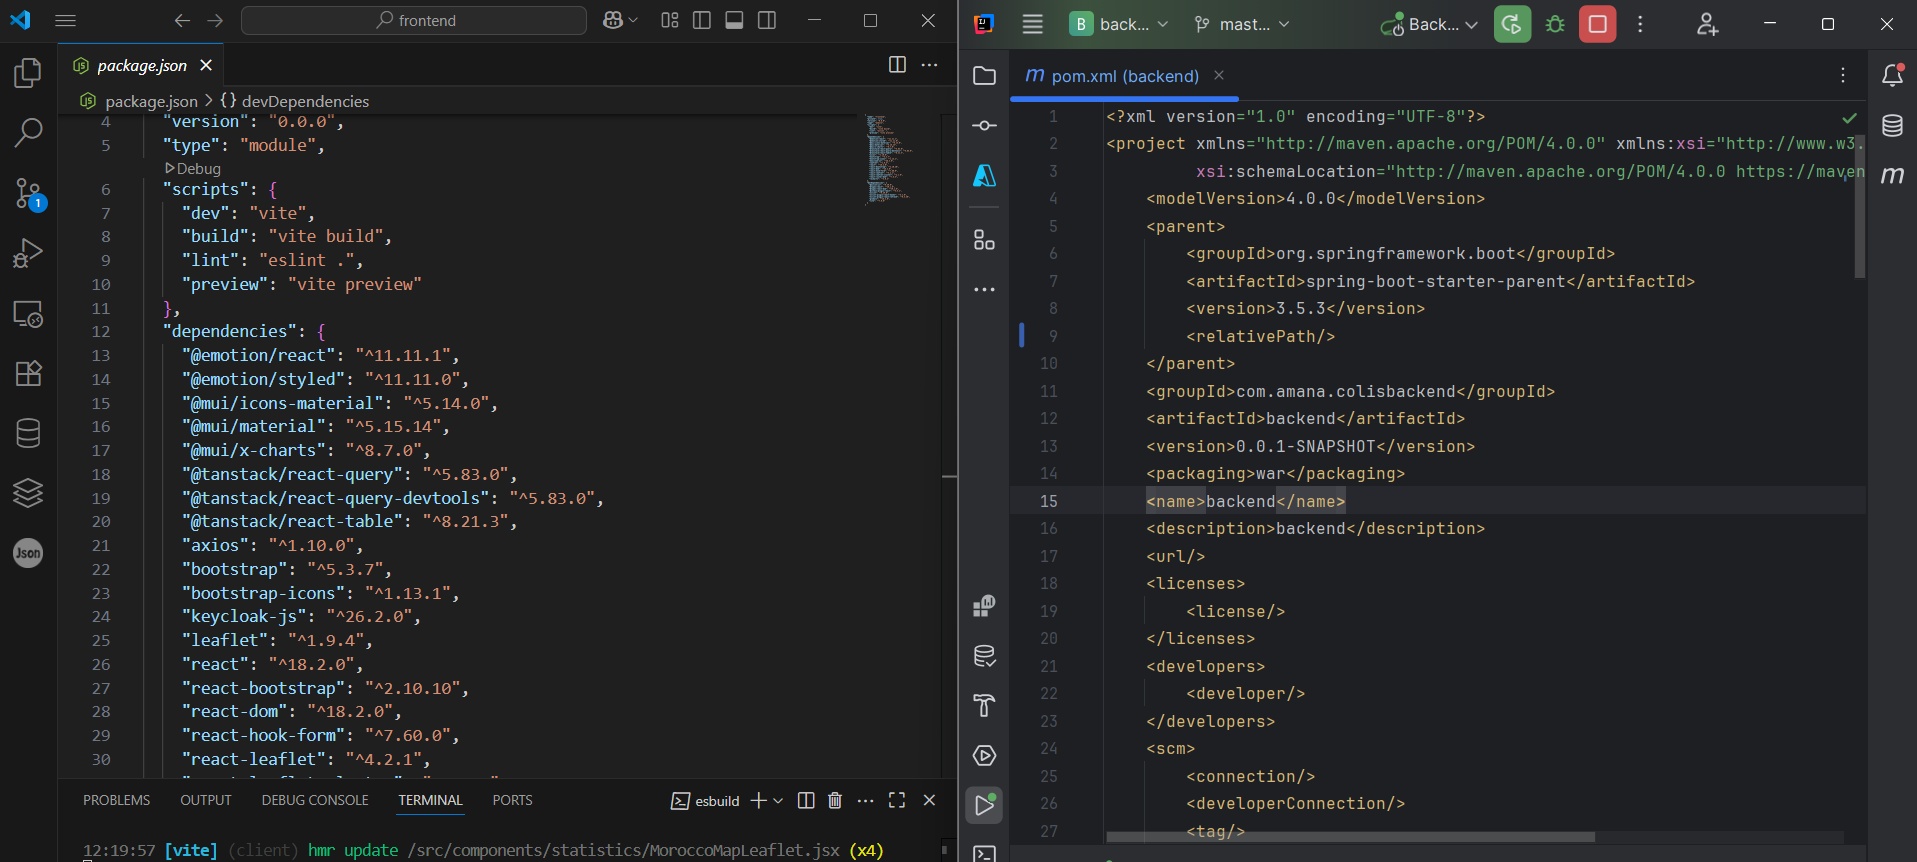 frontend
package.json
package.json > {} devDependencies
4 "version": "0.0.0",
5 "type": "module",
Debug
6 "scripts": {
7 "dev": "vite",
8 "build": "vite build",
9 "lint": "eslint .",
10 "preview": "vite preview"
11 },
12 "dependencies": {
13 "@emotion/react": "^11.11.1",
14 "@emotion/styled": "^11.11.0",
15 "@mui/icons-material": "^5.14.0",
16 "@mui/material": "^5.15.14",
17 "@mui/x-charts": "^8.7.0",
18 "@tanstack/react-query": "^5.83.0",
19 "@tanstack/react-query-devtools": "^5.83.0",
20 "@tanstack/react-table": "^8.21.3",
21 "axios": "^1.10.0",
22 "bootstrap": "^5.3.7",
23 "bootstrap-icons": "^1.13.1",
24 "keycloak-js": "^26.2.0",
25 "leaflet": "^1.9.4",
26 "react": "^18.2.0",
27 "react-bootstrap": "^2.10.10",
28 "react-dom": "^18.2.0",
29 "react-hook-form": "^7.60.0",
30 "react-leaflet": "^4.2.1",
1
Json
PROBLEMS OUTPUT DEBUG CONSOLE TERMINAL PORTS esbuild
12:19:57 [vite] (client) hmr update /src/components/statistics/MoroccoMapLeaflet.jsx (x4)
B back... mast... Back...
m pom.xml (backend)
1 <?xml version="1.0" encoding="UTF-8"?>
2 <project xmlns="http://maven.apache.org/POM/4.0.0" xmlns:xsi="http://www.w3.
3 xsi:schemaLocation="http://maven.apache.org/POM/4.0.0 https://maven
4 <modelVersion>4.0.0</modelVersion>
5 <parent>
6 <groupId>org.springframework.boot</groupId>
7 <artifactId>spring-boot-starter-parent</artifactId>
8 <version>3.5.3</version>
9 <relativePath/>
10 </parent>
11 <groupId>com.amana.colisbackend</groupId>
12 <artifactId>backend</artifactId>
13 <version>0.0.1-SNAPSHOT</version>
14 <packaging>war</packaging>
15 <name>backend</name>
16 <description>backend</description>
17 <url/>
18 <licenses>
19 <license/>
20 </licenses>
21 <developers>
22 <developer/>
23 </developers>
24 <scm>
25 <connection/>
26 <developerConnection/>
27 <tag/>
m